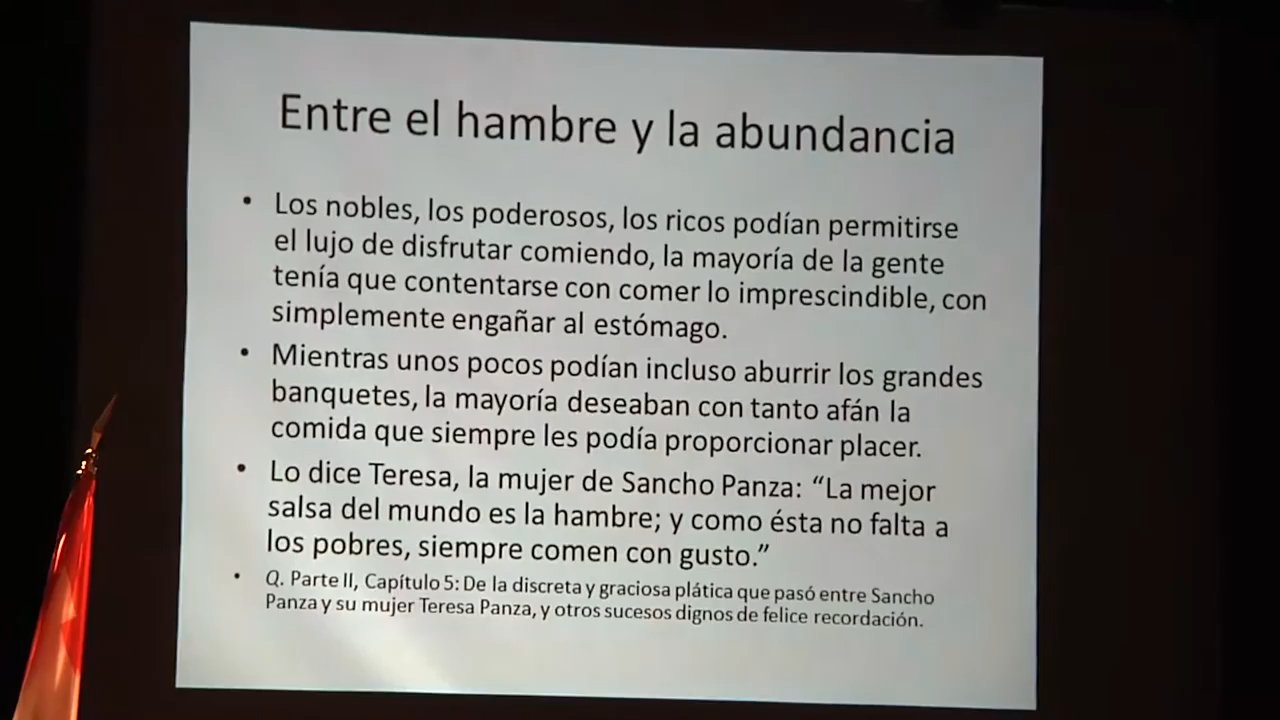 Entre el hambre y la abundancia
• Los nobles, los poderosos, los ricos podían permitirse
el lujo de disfrutar comiendo, la mayoría de la gente
tenía que contentarse con comer lo imprescindible, con
simplemente engañar al estómago.
• Mientras unos pocos podían incluso aburrir los grandes
banquetes, la mayoría deseaban con tanto afán la
comida que siempre les podía proporcionar placer.
• Lo dice Teresa, la mujer de Sancho Panza: “La mejor
salsa del mundo es la hambre; y como ésta no falta a
los pobres, siempre comen con gusto.”
• Q. Parte II, Capítulo 5: De la discreta y graciosa plática que pasó entre Sancho
Panza y su mujer Teresa Panza, y otros sucesos dignos de felice recordación.